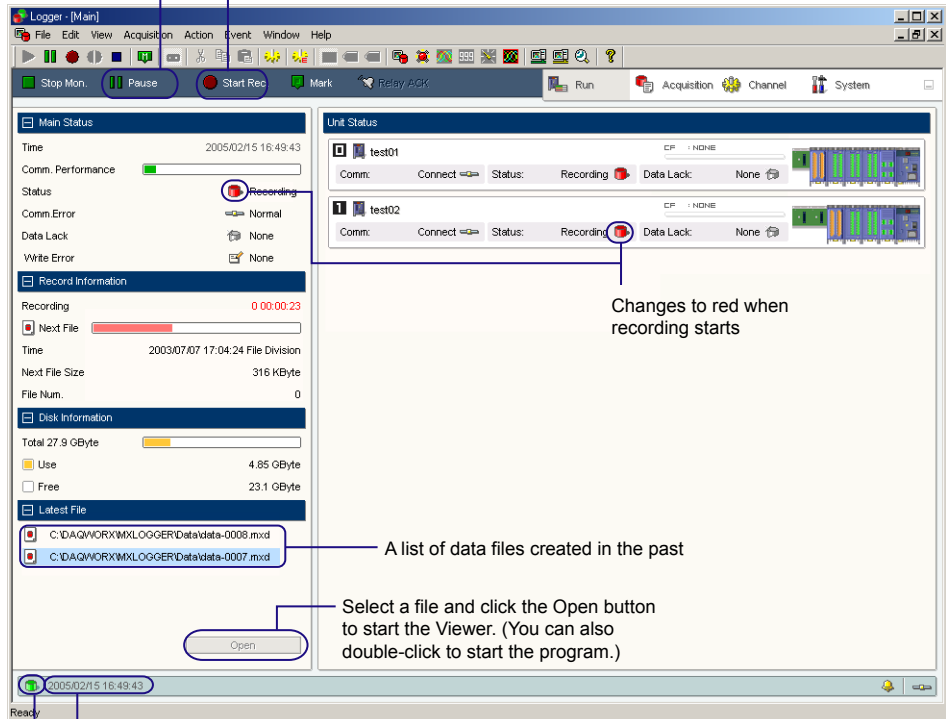 Logger - [Main]
File Edit View Acquisition Action Event Window Help
Stop Mon. Pause Start Rec Mark Relay ACK Run Acquisition Channel System
Main Status
Time 2005/02/15 16:49:43
Comm. Performance
Status Recording
Comm.Error Normal
Data Lack None
Write Error None
Record Information
Recording 0 00:00:23
Next File
Time 2003/07/07 17:04:24 File Division
Next File Size 316 KByte
File Num. 0
Disk Information
Total 27.9 GByte
Use 4.85 GByte
Free 23.1 GByte
Latest File
C:\DAQWORX\MXLOGGER\Data\data-0008.mxd
C:\DAQWORX\MXLOGGER\Data\data-0007.mxd
Open
Unit Status
0 test01 CF : NONE
Comm: Connect Status: Recording Data Lack: None
1 test02 CF : NONE
Comm: Connect Status: Recording Data Lack: None
Changes to red when
recording starts
A list of data files created in the past
Select a file and click the Open button
to start the Viewer. (You can also
double-click to start the program.)
2005/02/15 16:49:43
Ready